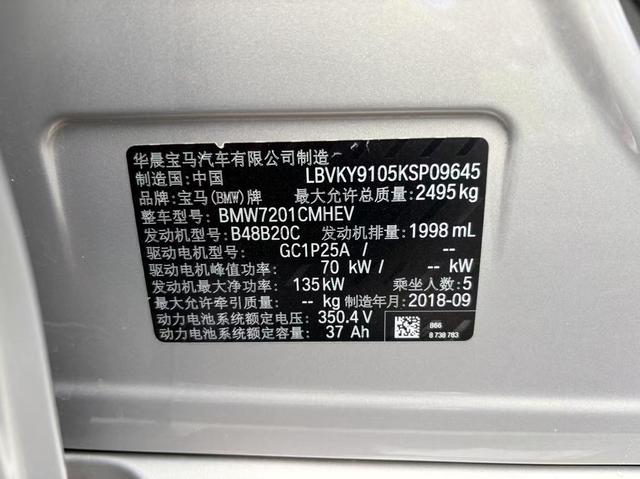 华晨宝马汽车有限公司制造
制造国：中国 LBVKY9105KSP09645
品牌：宝马(BMW)牌 最大允许总质量：2495 kg
整车型号：BMW7201CMHEV
发动机型号：B48B20C 发动机排量：1998 mL
驱动电机型号：GC1P25A / --
驱动电机峰值功率：70 kW / -- kW
发动机最大净功率：135 kW 乘坐人数：5
最大允许牵引质量：-- kg 制造年月：2018-09
动力电池系统额定电压：350.4 V
动力电池系统额定容量：37 Ah
B66
8 738 783